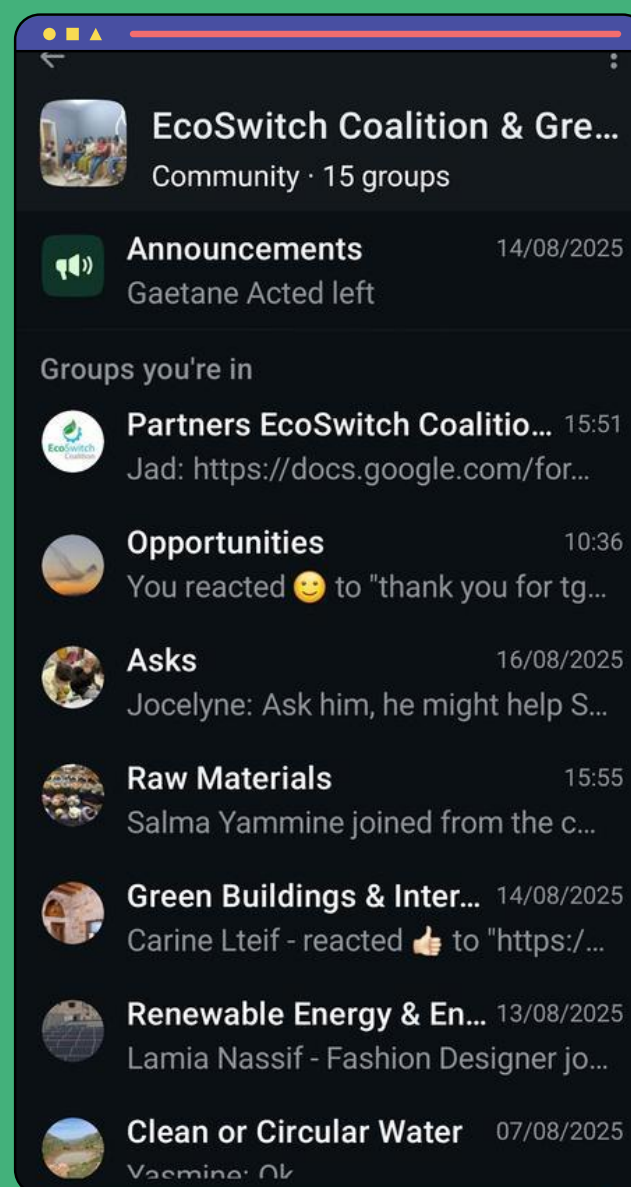 EcoSwitch Coalition & Gre...
Community · 15 groups
Announcements 14/08/2025
Gaetane Acted left
Groups you're in
EcoSwitch
Coalition
Partners EcoSwitch Coalitio... 15:51
Jad: https://docs.google.com/for...
Opportunities 10:36
You reacted 🙂 to "thank you for tg...
Asks 16/08/2025
Jocelyne: Ask him, he might help S...
Raw Materials 15:55
Salma Yammine joined from the c...
Green Buildings & Inter... 14/08/2025
Carine Lteif - reacted 👍🏻 to "https:/...
Renewable Energy & En... 13/08/2025
Lamia Nassif - Fashion Designer jo...
Clean or Circular Water 07/08/2025
Yasmine: Ok